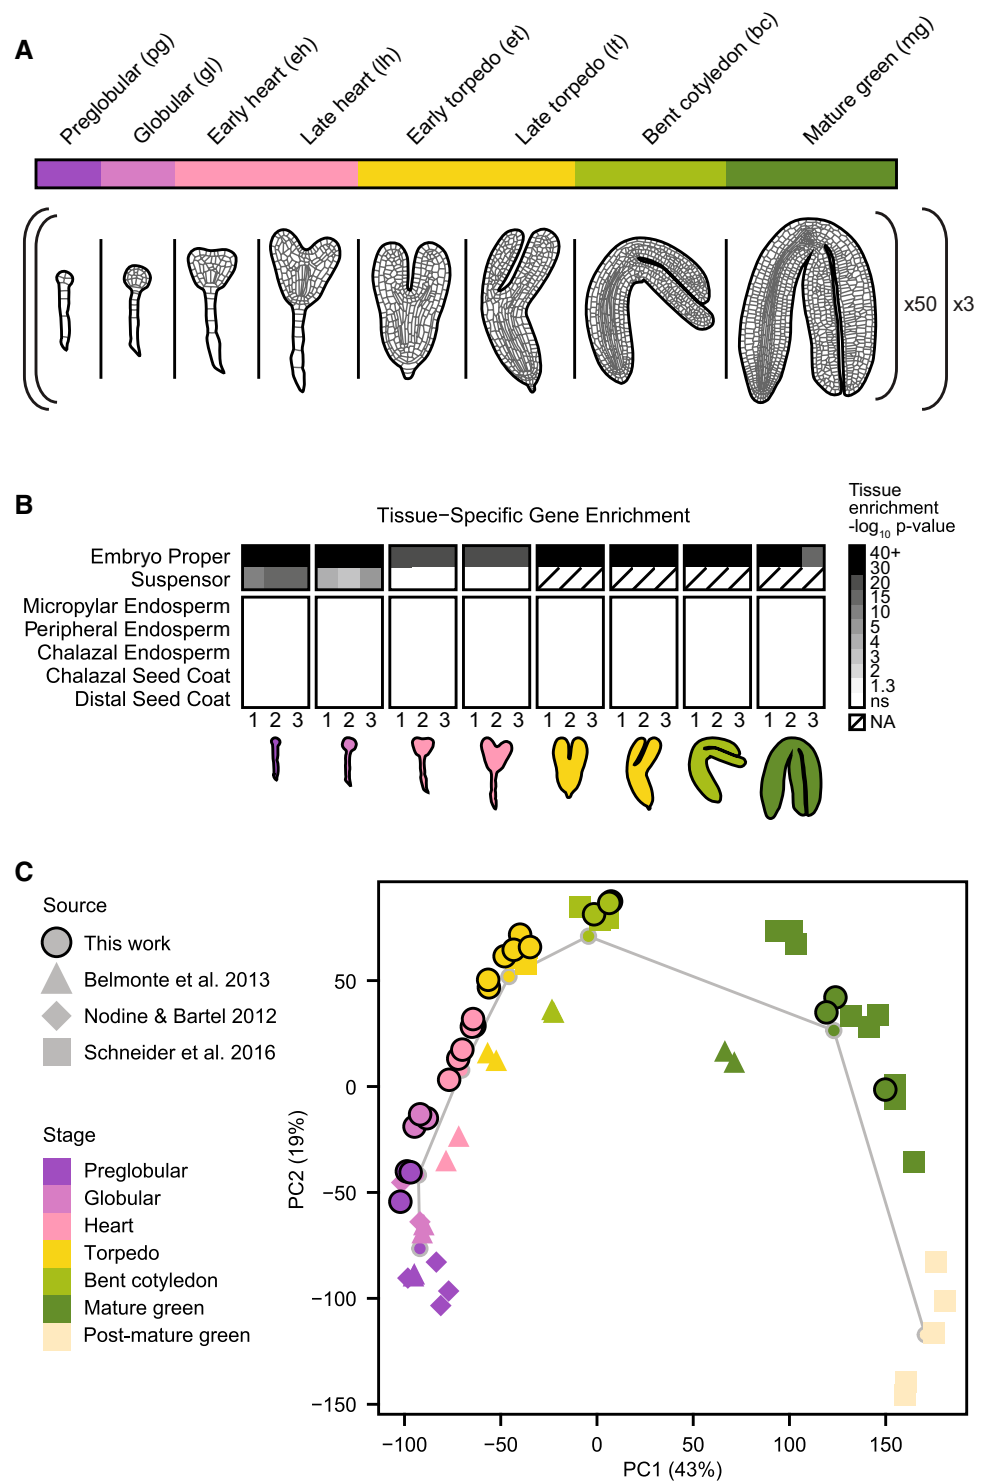 A
Preglobular (pg)
Globular (gl)
Early heart (eh)
Late heart (lh)
Early torpedo (et)
Late torpedo (lt)
Bent cotyledon (bc)
Mature green (mg)
x50
x3
B
Tissue−Specific Gene Enrichment
Tissue
enrichment
-log10 p-value
Embryo Proper
Suspensor
Micropylar Endosperm
Peripheral Endosperm
Chalazal Endosperm
Chalazal Seed Coat
Distal Seed Coat
40+
30
20
15
10
5
4
3
2
1.3
ns
NA
1 2 3 1 2 3 1 2 3 1 2 3 1 2 3 1 2 3 1 2 3 1 2 3
C
Source
This work
Belmonte et al. 2013
Nodine & Bartel 2012
Schneider et al. 2016
Stage
Preglobular
Globular
Heart
Torpedo
Bent cotyledon
Mature green
Post-mature green
PC2 (19%)
50
0
−50
−100
−150
−100 −50 0 50 100 150
PC1 (43%)